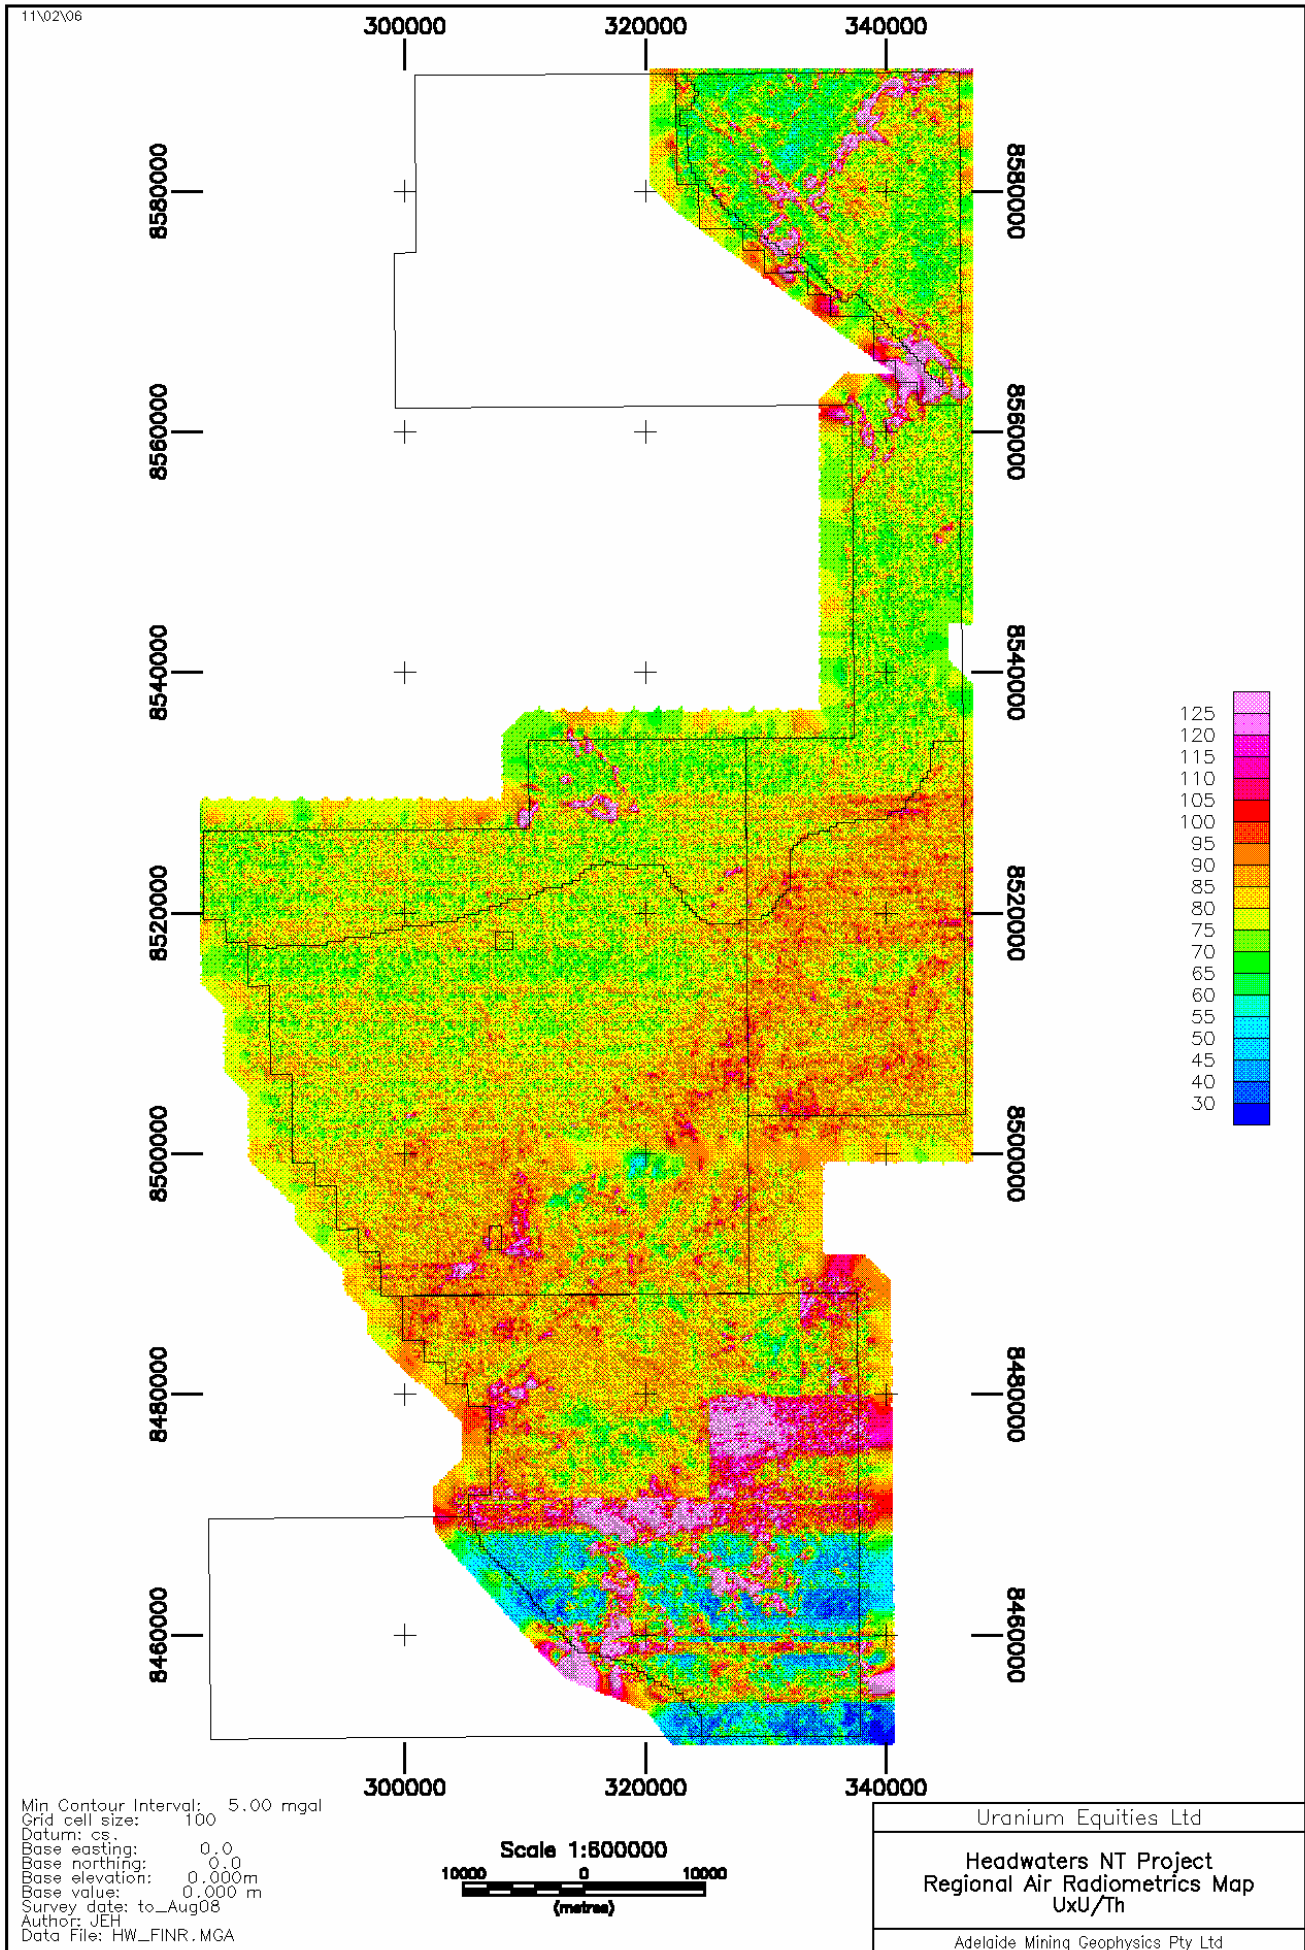 11\02\06
300000 320000 340000
8580000 8580000
8560000 8560000
8540000 8540000
8520000 8520000
8500000 8500000
8480000 8480000
8460000 8460000
125
120
115
110
105
100
95
90
85
80
75
70
65
60
55
50
45
40
30
300000 320000 340000
Min Contour Interval: 5.00 mgal
Grid cell size: 100
Datum: cs.
Base easting: 0.0
Base northing: 0.0
Base elevation: 0.000m
Base value: 0.000 m
Survey date: to_Aug08
Author: JEH
Data File: HW_FINR.MGA
Scale 1:600000
10000 0 10000
(metres)
Uranium Equities Ltd
Headwaters NT Project
Regional Air Radiometrics Map
UxU/Th
Adelaide Mining Geophysics Pty Ltd